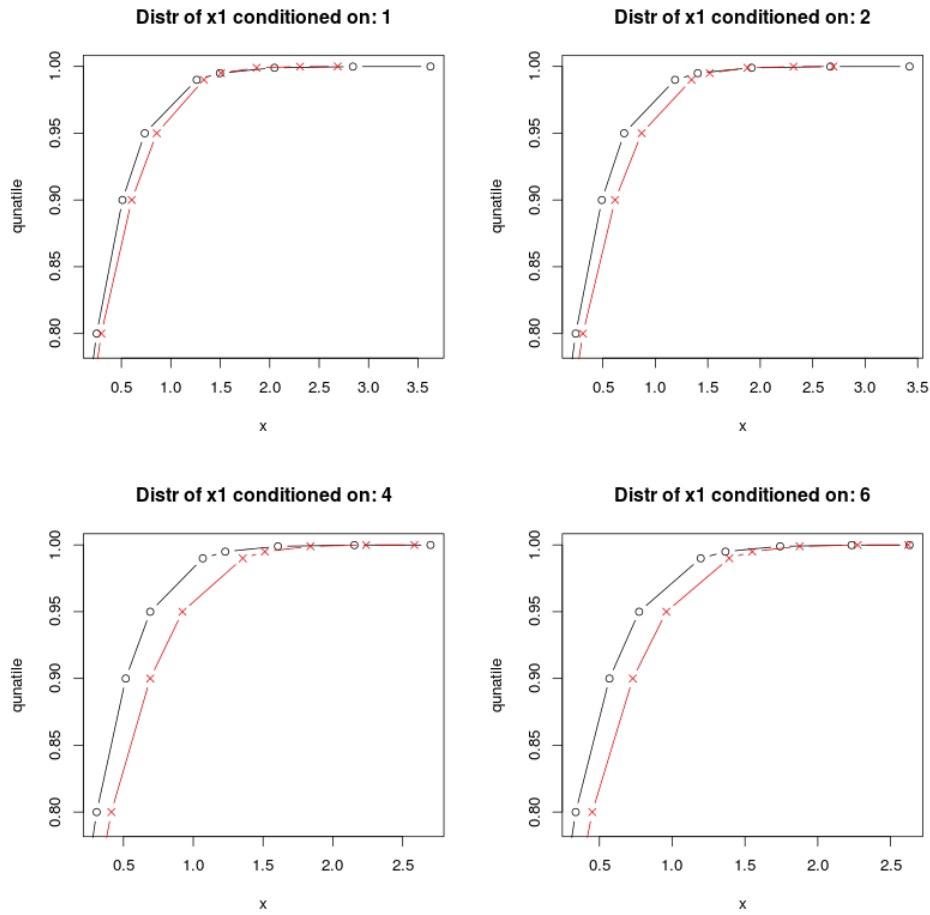 Distr of x1 conditioned on: 1
qunatile
1.00
0.95
0.90
0.85
0.80
0.5 1.0 1.5 2.0 2.5 3.0 3.5
x
Distr of x1 conditioned on: 2
qunatile
1.00
0.95
0.90
0.85
0.80
0.5 1.0 1.5 2.0 2.5 3.0 3.5
x
Distr of x1 conditioned on: 4
qunatile
1.00
0.95
0.90
0.85
0.80
0.5 1.0 1.5 2.0 2.5
x
Distr of x1 conditioned on: 6
qunatile
1.00
0.95
0.90
0.85
0.80
0.5 1.0 1.5 2.0 2.5
x